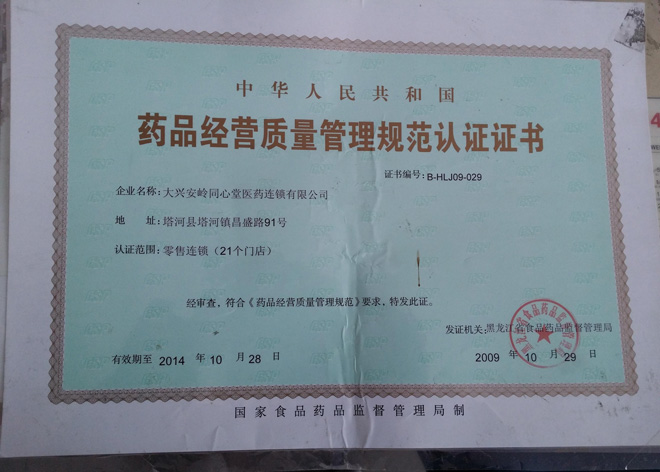 中华人民共和国
药品经营质量管理规范认证证书
证书编号: B-HLJ09-029
企业名称: 大兴安岭同心堂医药连锁有限公司
地 址: 塔河县塔河镇昌盛路91号
认证范围: 零售连锁（21个门店）
经审查，符合《药品经营质量管理规范》要求，特发此证。
发证机关: 黑龙江省食品药品监督管理局
有效期至 2014 年 10 月 28 日
2009 年 10 月 29 日
国家食品药品监督管理局制